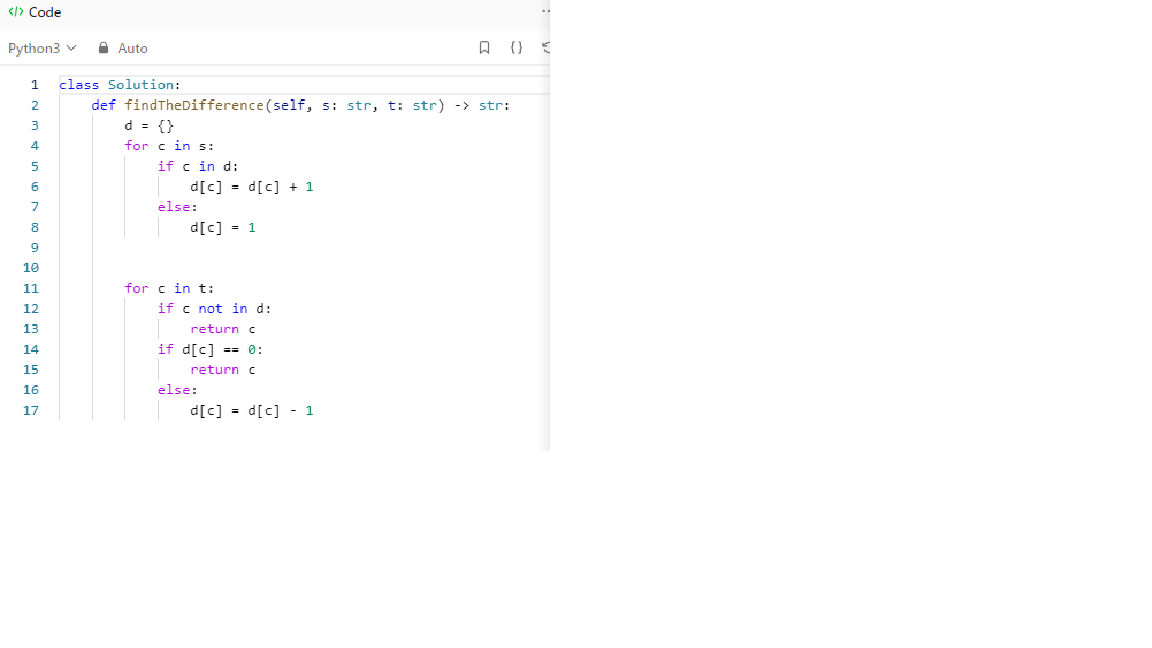 </> Code
Python3 Auto {}
1 class Solution:
2     def findTheDifference(self, s: str, t: str) -> str:
3         d = {}
4         for c in s:
5             if c in d:
6                 d[c] = d[c] + 1
7             else:
8                 d[c] = 1
9
10
11         for c in t:
12             if c not in d:
13                 return c
14             if d[c] == 0:
15                 return c
16             else:
17                 d[c] = d[c] - 1